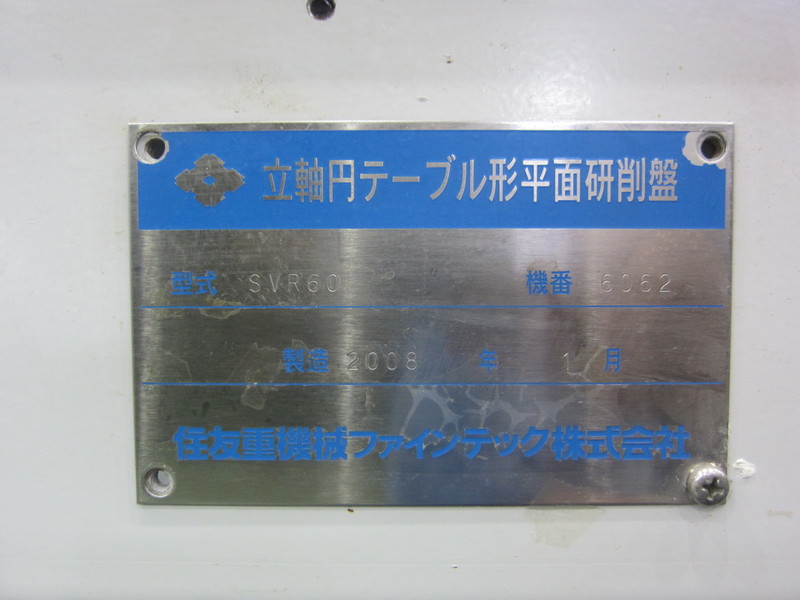 立軸円テーブル形平面研削盤
型式 SVR60 機番 6062
製造 2008 年 1 月
住友重機械ファインテック株式会社